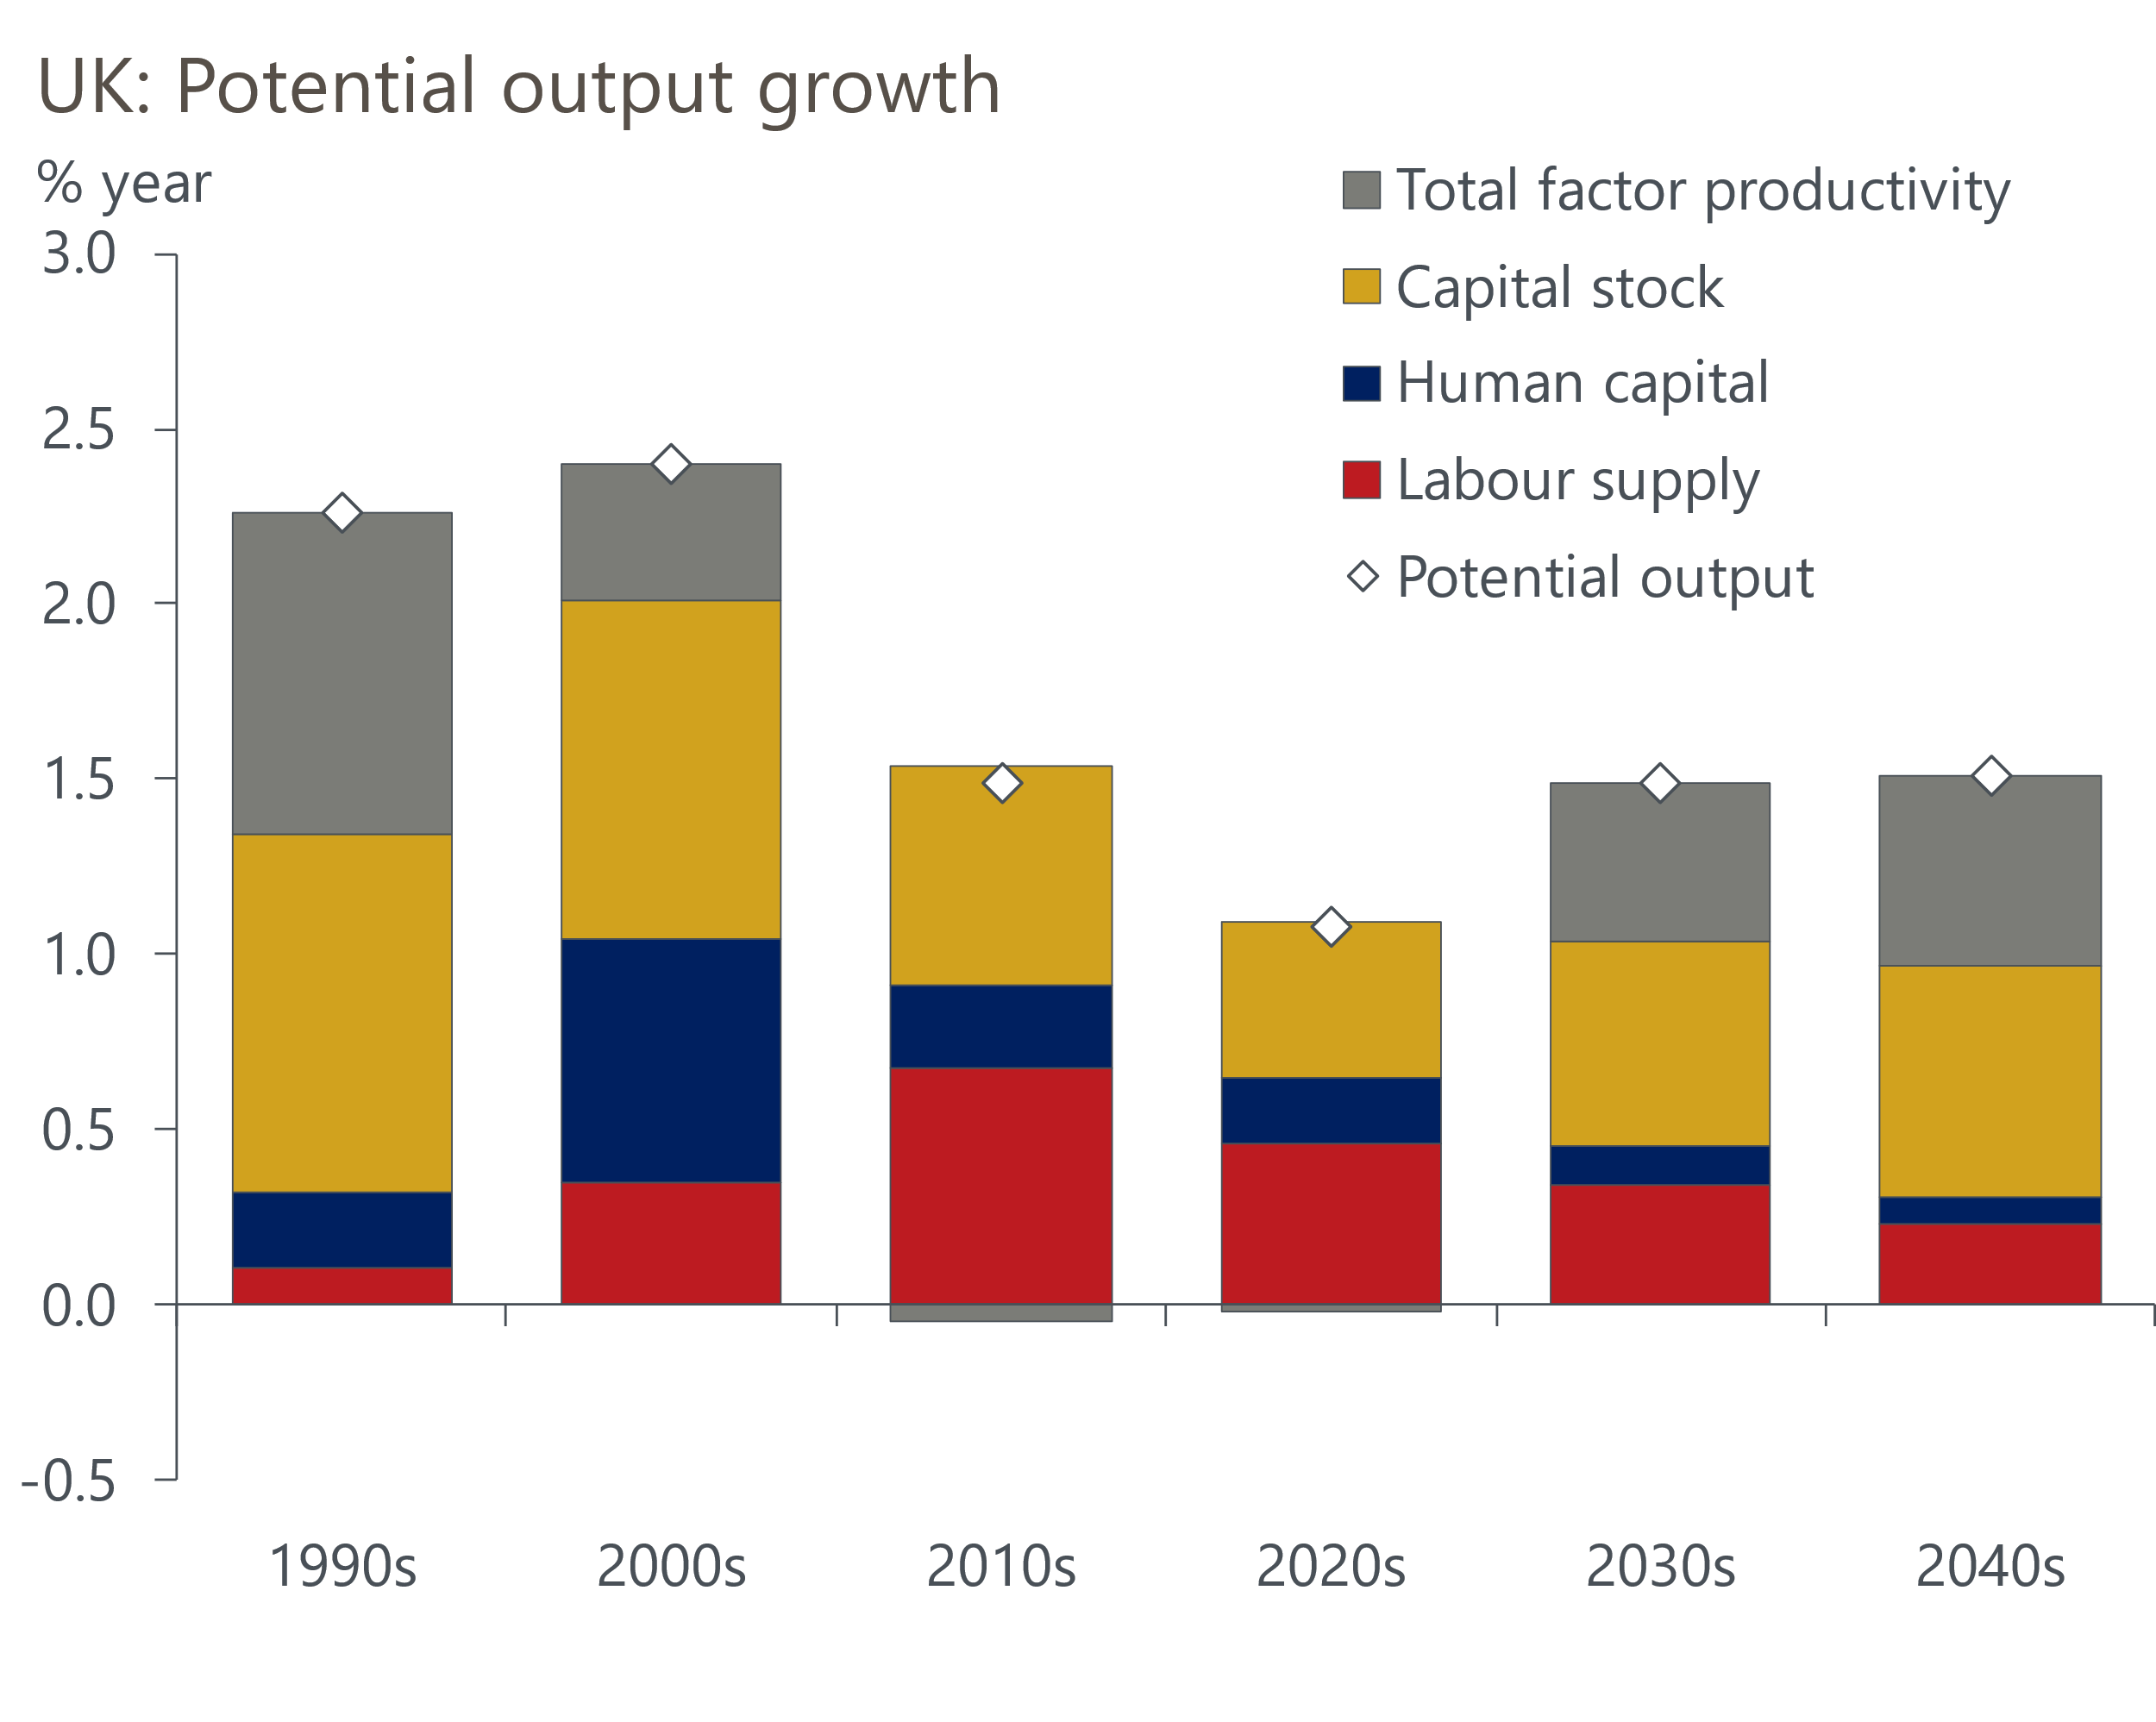 UK: Potential output growth
% year
Total factor productivity
Capital stock
Human capital
Labour supply
Potential output
3.0
2.5
2.0
1.5
1.0
0.5
0.0
-0.5
1990s 2000s 2010s 2020s 2030s 2040s